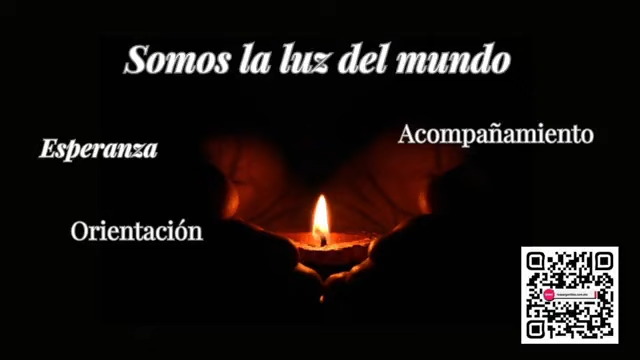 Somos la luz del mundo
Esperanza
Acompañamiento
Orientación